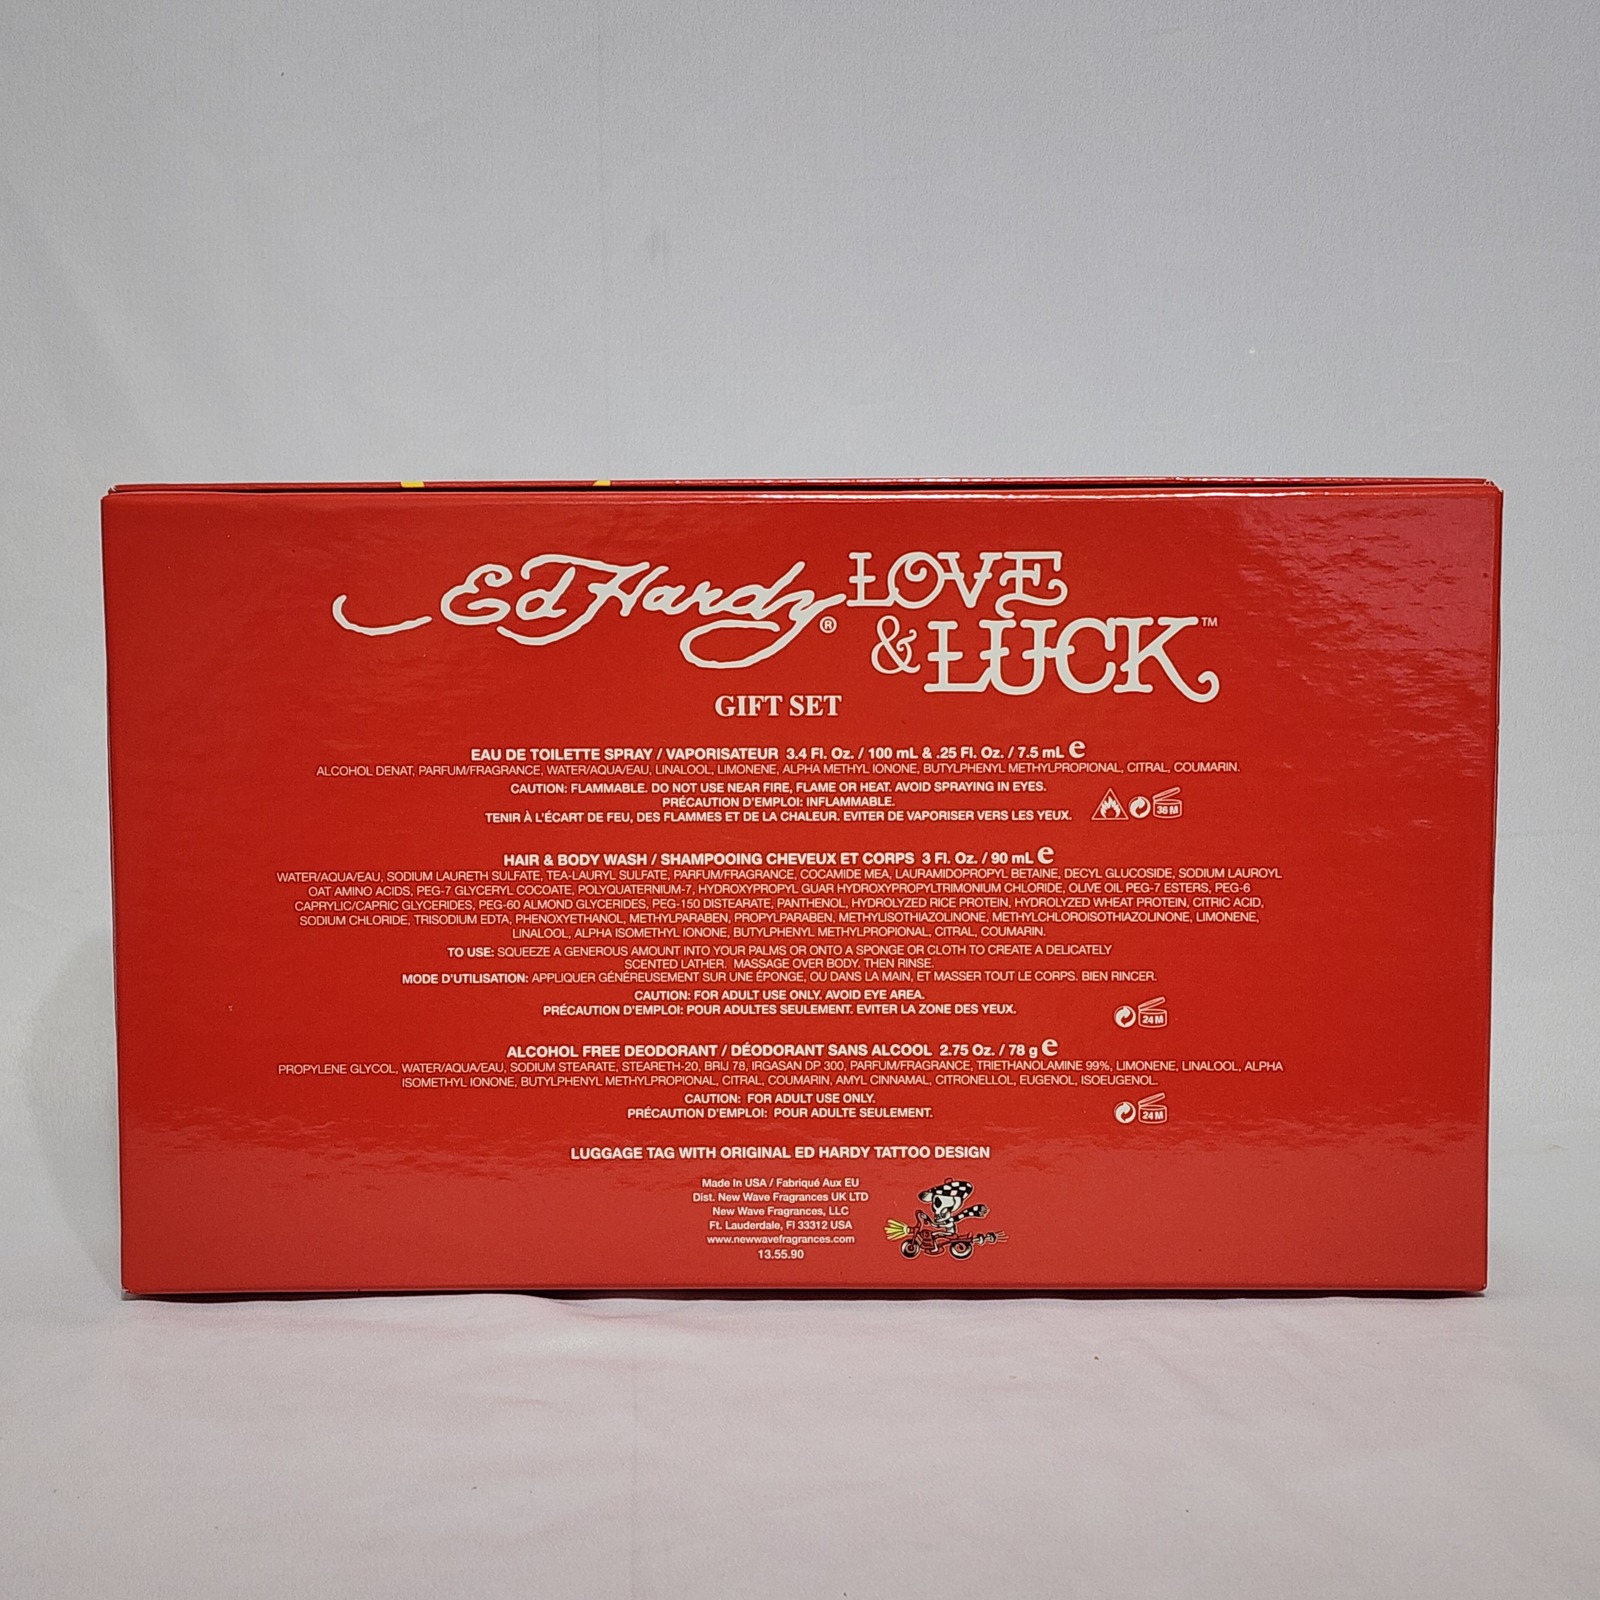 Ed Hardy® LOVE
& LUCK™
GIFT SET
EAU DE TOILETTE SPRAY / VAPORISATEUR 3.4 Fl. Oz. / 100 mL & .25 Fl. Oz. / 7.5 mL e
ALCOHOL DENAT, PARFUM/FRAGRANCE, WATER/AQUA/EAU, LINALOOL, LIMONENE, ALPHA METHYL IONONE, BUTYLPHENYL METHYLPROPIONAL, CITRAL, COUMARIN.
CAUTION: FLAMMABLE. DO NOT USE NEAR FIRE, FLAME OR HEAT. AVOID SPRAYING IN EYES.
PRÉCAUTION D'EMPLOI: INFLAMMABLE.
TENIR À L'ÉCART DE FEU, DES FLAMMES ET DE LA CHALEUR. EVITER DE VAPORISER VERS LES YEUX.
36 M
HAIR & BODY WASH / SHAMPOOING CHEVEUX ET CORPS 3 Fl. Oz. / 90 mL e
WATER/AQUA/EAU, SODIUM LAURETH SULFATE, TEA-LAURYL SULFATE, PARFUM/FRAGRANCE, COCAMIDE MEA, LAURAMIDOPROPYL BETAINE, DECYL GLUCOSIDE, SODIUM LAUROYL
OAT AMINO ACIDS, PEG-7 GLYCERYL COCOATE, POLYQUATERNIUM-7, HYDROXYPROPYL GUAR HYDROXYPROPYLTRIMONIUM CHLORIDE, OLIVE OIL PEG-7 ESTERS, PEG-6
CAPRYLIC/CAPRIC GLYCERIDES, PEG-60 ALMOND GLYCERIDES, PEG-150 DISTEARATE, PANTHENOL, HYDROLYZED RICE PROTEIN, HYDROLYZED WHEAT PROTEIN, CITRIC ACID,
SODIUM CHLORIDE, TRISODIUM EDTA, PHENOXYETHANOL, METHYLPARABEN, PROPYLPARABEN, METHYLISOTHIAZOLINONE, METHYLCHLOROISOTHIAZOLINONE, LIMONENE,
LINALOOL, ALPHA ISOMETHYL IONONE, BUTYLPHENYL METHYLPROPIONAL, CITRAL, COUMARIN.
TO USE: SQUEEZE A GENEROUS AMOUNT INTO YOUR PALMS OR ONTO A SPONGE OR CLOTH TO CREATE A DELICATELY
SCENTED LATHER. MASSAGE OVER BODY. THEN RINSE.
MODE D'UTILISATION: APPLIQUER GÉNÉREUSEMENT SUR UNE ÉPONGE, OU DANS LA MAIN, ET MASSER TOUT LE CORPS. BIEN RINCER.
CAUTION: FOR ADULT USE ONLY. AVOID EYE AREA.
PRÉCAUTION D'EMPLOI: POUR ADULTES SEULEMENT. EVITER LA ZONE DES YEUX.
24 M
ALCOHOL FREE DEODORANT / DÉODORANT SANS ALCOOL 2.75 Oz. / 78 g e
PROPYLENE GLYCOL, WATER/AQUA/EAU, SODIUM STEARATE, STEARETH-20, BRIJ 78, IRGASAN DP 300, PARFUM/FRAGRANCE, TRIETHANOLAMINE 99%, LIMONENE, LINALOOL, ALPHA
ISOMETHYL IONONE, BUTYLPHENYL METHYLPROPIONAL, CITRAL, COUMARIN, AMYL CINNAMAL, CITRONELLOL, EUGENOL, ISOEUGENOL.
CAUTION: FOR ADULT USE ONLY.
PRÉCAUTION D'EMPLOI: POUR ADULTE SEULEMENT.
24 M
LUGGAGE TAG WITH ORIGINAL ED HARDY TATTOO DESIGN
Made In USA / Fabriqué Aux EU
Dist. New Wave Fragrances UK LTD
New Wave Fragrances, LLC
Ft. Lauderdale, Fl 33312 USA
www.newwavefragrances.com
13.55.90